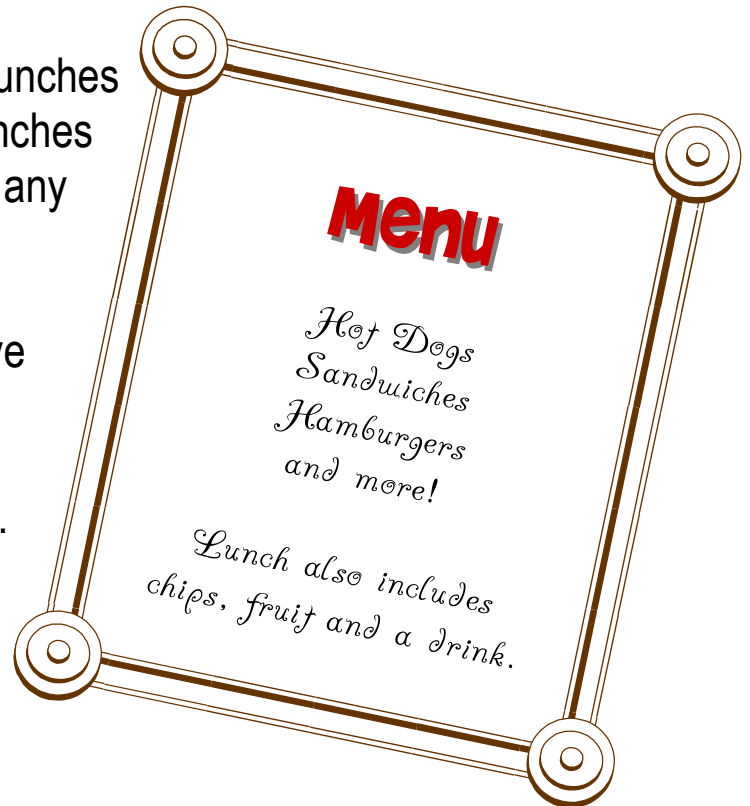 unches
nches
any
ve
.
Menu
Hot Dogs
Sandwiches
Hamburgers
and more!
Lunch also includes
chips, fruit and a drink.